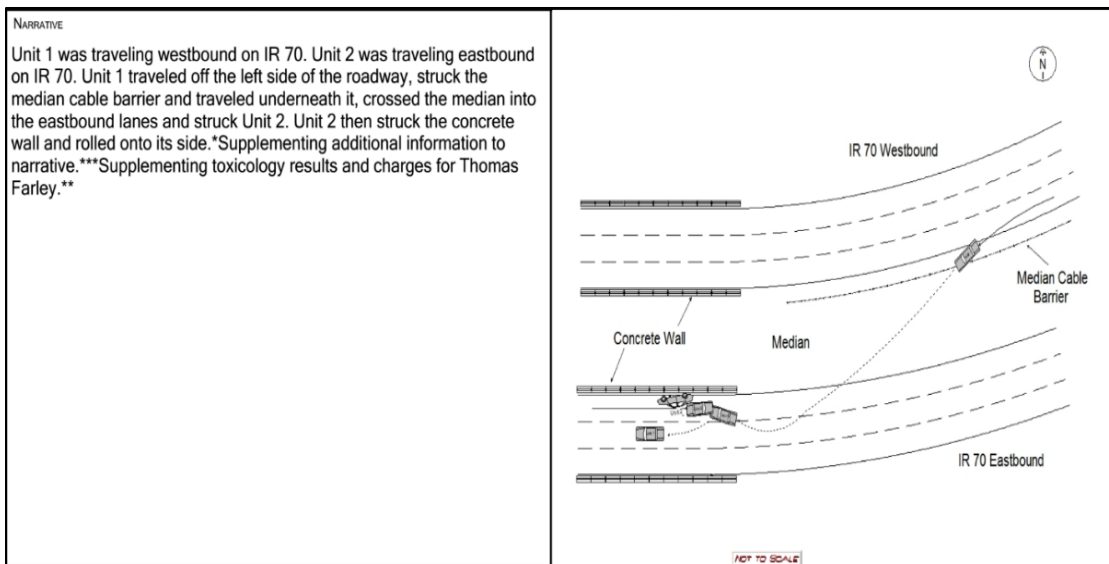 NARRATIVE
Unit 1 was traveling westbound on IR 70. Unit 2 was traveling eastbound
on IR 70. Unit 1 traveled off the left side of the roadway, struck the
median cable barrier and traveled underneath it, crossed the median into
the eastbound lanes and struck Unit 2. Unit 2 then struck the concrete
wall and rolled onto its side.*Supplementing additional information to
narrative.***Supplementing toxicology results and charges for Thomas
Farley.**
N
IR 70 Westbound
Median Cable
Barrier
Concrete Wall
Median
IR 70 Eastbound
NOT TO SCALE